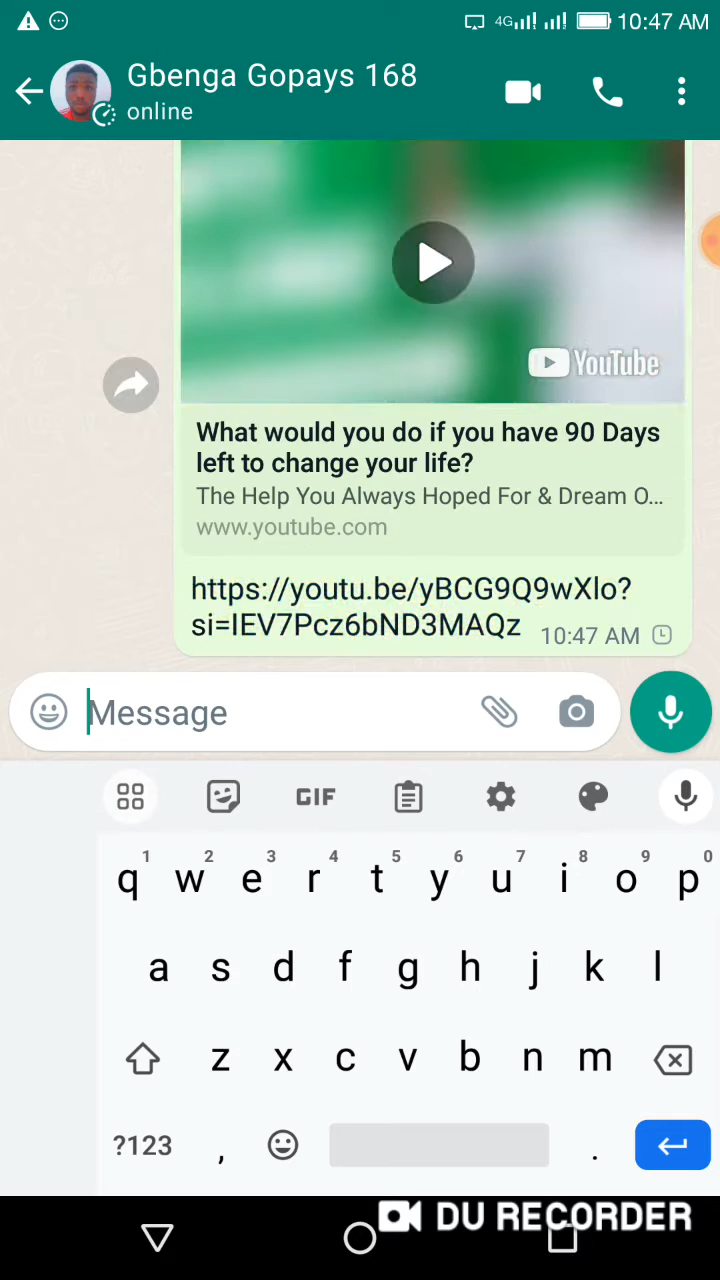 4G 10:47 AM
Gbenga Gopays 168
online
YouTube
What would you do if you have 90 Days
left to change your life?
The Help You Always Hoped For & Dream O...
www.youtube.com
https://youtu.be/yBCG9Q9wXlo?
si=IEV7Pcz6bND3MAQz 10:47 AM
Message
GIF
1 2 3 4 5 6 7 8 9 0
q w e r t y u i o p
a s d f g h j k l
z x c v b n m
?123 , .
DU RECORDER